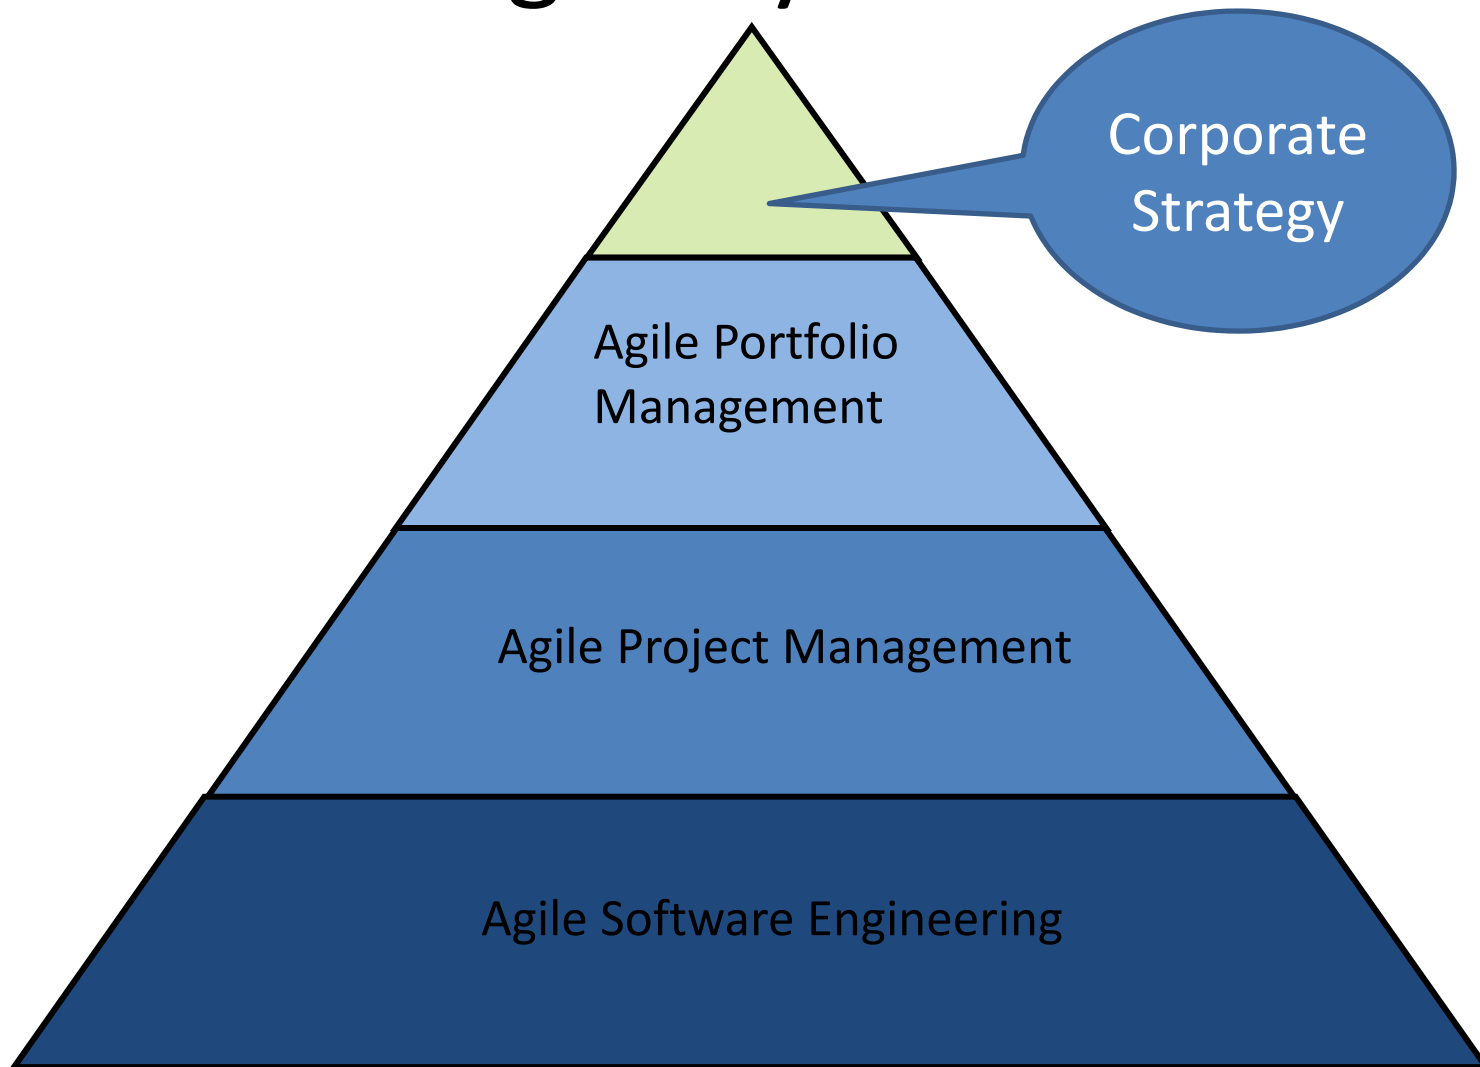 Corporate
Strategy
Agile Portfolio
Management
Agile Project Management
Agile Software Engineering